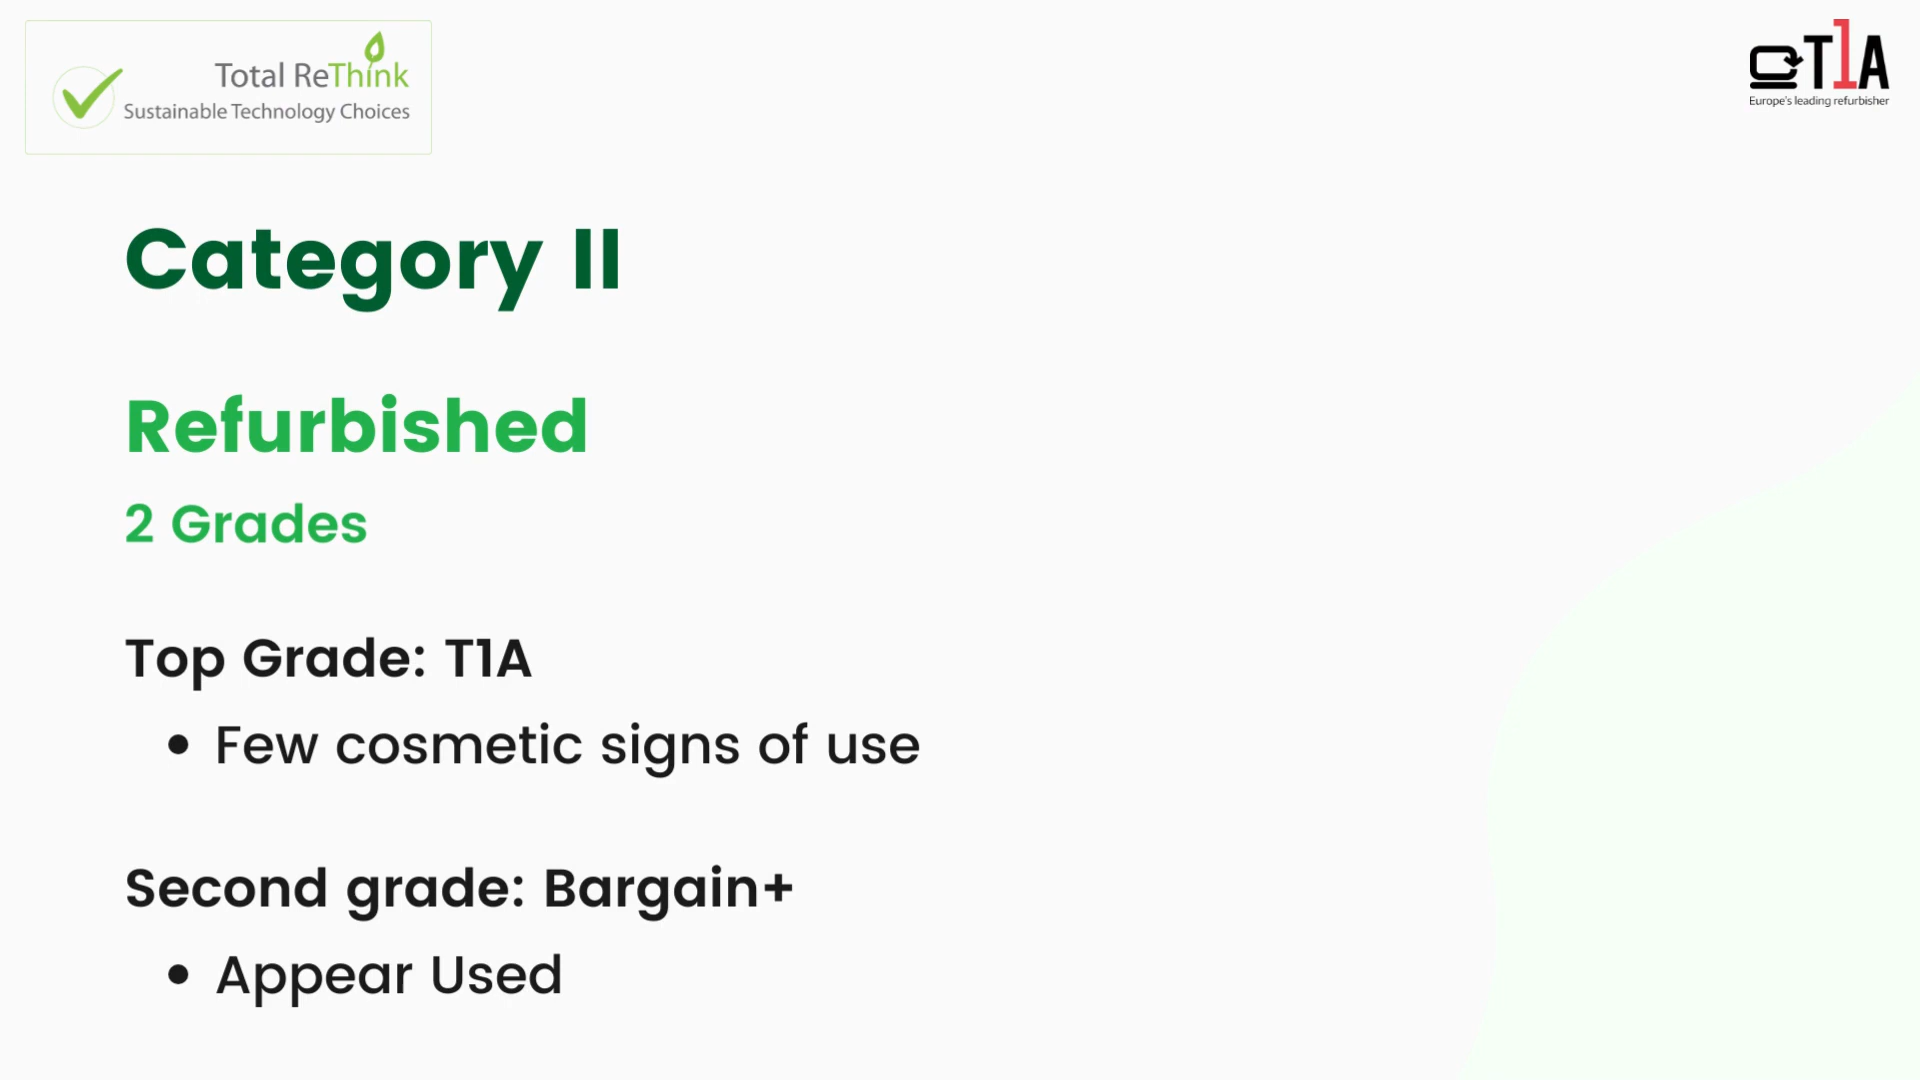 Total ReThink
Sustainable Technology Choices
T1A
Europe's leading refurbisher
Category II
Refurbished
2 Grades
Top Grade: T1A
• Few cosmetic signs of use
Second grade: Bargain+
• Appear Used